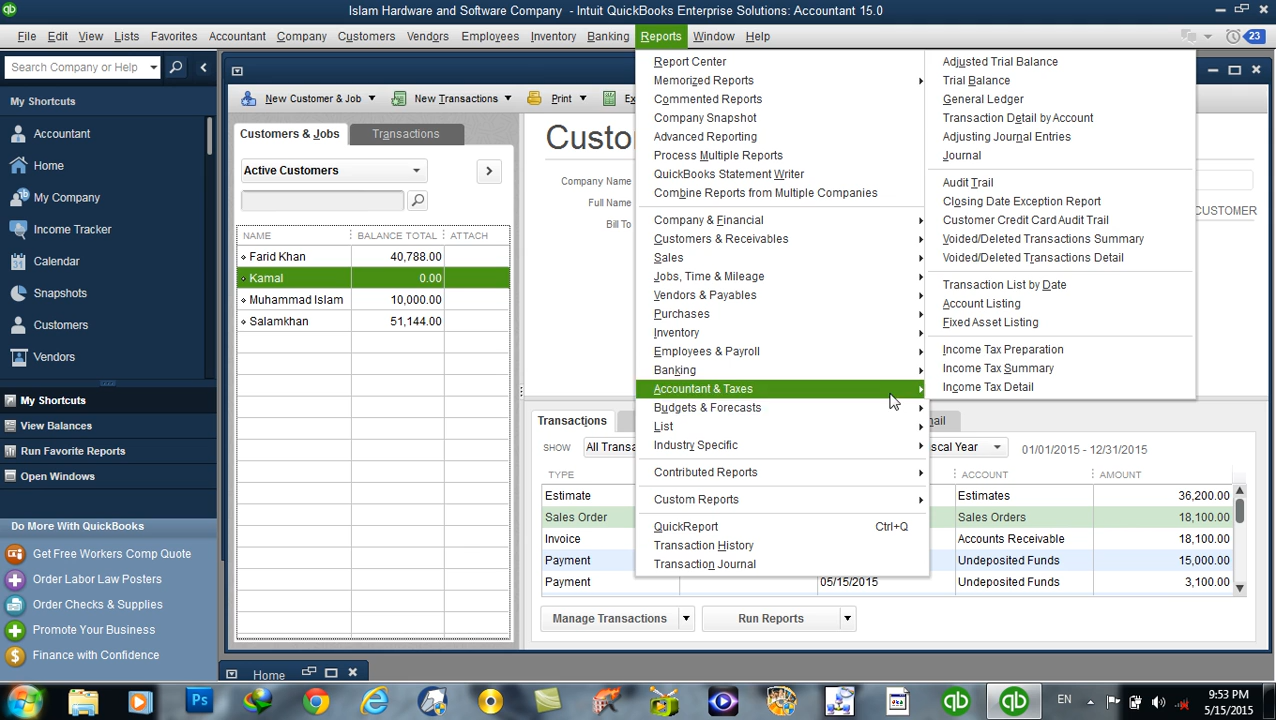 Islam Hardware and Software Company - Intuit QuickBooks Enterprise Solutions: Accountant 15.0
File Edit View Lists Favorites Accountant Company Customers Vendors Employees Inventory Banking Reports Window Help
23
Search Company or Help
My Shortcuts
Accountant
Home
My Company
Income Tracker
Calendar
Snapshots
Customers
Vendors
My Shortcuts
View Balances
Run Favorite Reports
Open Windows
Do More With QuickBooks
Get Free Workers Comp Quote
Order Labor Law Posters
Order Checks & Supplies
Promote Your Business
Finance with Confidence
New Customer & Job New Transactions Print Ex
Customers & Jobs Transactions
Active Customers
NAME BALANCE TOTAL ATTACH
Farid Khan 40,788.00
Kamal 0.00
Muhammad Islam 10,000.00
Salamkhan 51,144.00
Custo
Company Name
Full Name
Bill To
CUSTOMER
Report Center
Memorized Reports
Commented Reports
Company Snapshot
Advanced Reporting
Process Multiple Reports
QuickBooks Statement Writer
Combine Reports from Multiple Companies
Company & Financial
Customers & Receivables
Sales
Jobs, Time & Mileage
Vendors & Payables
Purchases
Inventory
Employees & Payroll
Banking
Accountant & Taxes
Budgets & Forecasts
List
Industry Specific
Contributed Reports
Custom Reports
QuickReport Ctrl+Q
Transaction History
Transaction Journal
Adjusted Trial Balance
Trial Balance
General Ledger
Transaction Detail by Account
Adjusting Journal Entries
Journal
Audit Trail
Closing Date Exception Report
Customer Credit Card Audit Trail
Voided/Deleted Transactions Summary
Voided/Deleted Transactions Detail
Transaction List by Date
Account Listing
Fixed Asset Listing
Income Tax Preparation
Income Tax Summary
Income Tax Detail
Transactions ail
SHOW All Transa scal Year 01/01/2015 - 12/31/2015
TYPE ACCOUNT AMOUNT
Estimate Estimates 36,200.00
Sales Order Sales Orders 18,100.00
Invoice Accounts Receivable 18,100.00
Payment Undeposited Funds 15,000.00
Payment 05/15/2015 Undeposited Funds 3,100.00
Manage Transactions Run Reports
Home
EN 9:53 PM
5/15/2015